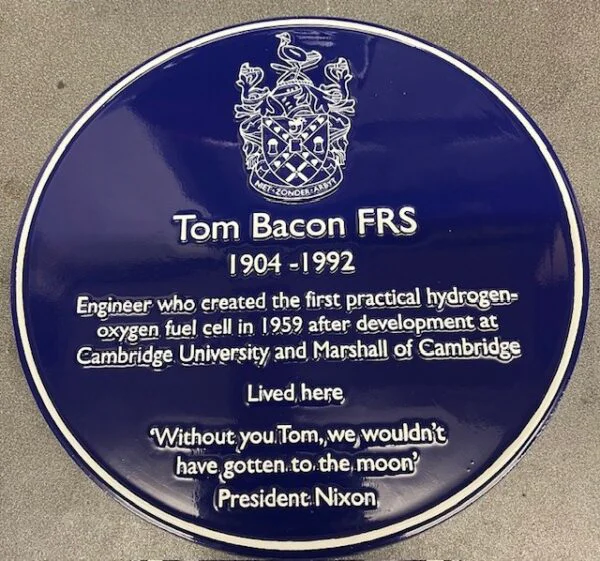 NIET ZONDER ARBYT
Tom Bacon FRS
1904 -1992
Engineer who created the first practical hydrogen-
oxygen fuel cell in 1959 after development at
Cambridge University and Marshall of Cambridge
Lived here
'Without you Tom, we wouldn't
have gotten to the moon'
President Nixon